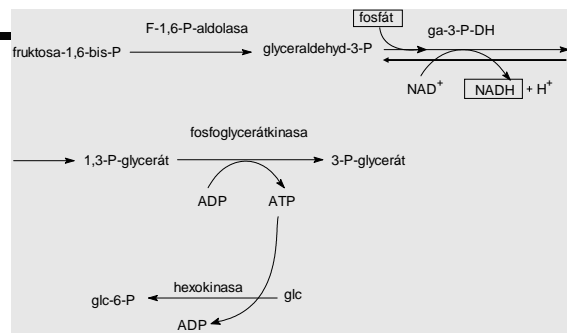 F-1,6-P-aldolasa
fosfát
ga-3-P-DH
fruktosa-1,6-bis-P
glyceraldehyd-3-P
NAD+
NADH + H+
fosfoglycerátkinasa
1,3-P-glycerát
3-P-glycerát
ADP
ATP
hexokinasa
glc-6-P
glc
ADP